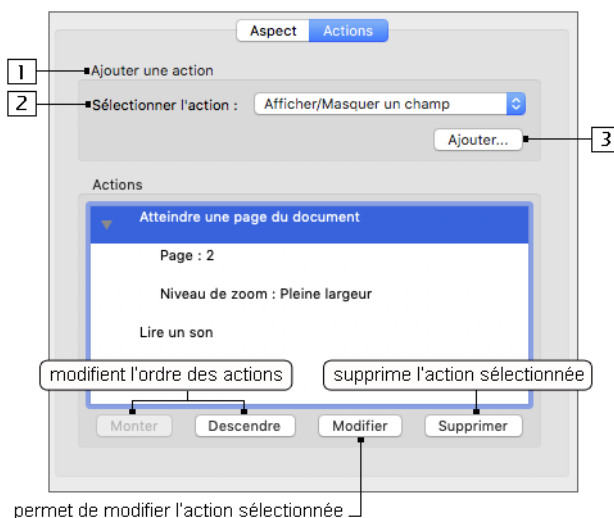 Aspect Actions
1 Ajouter une action
2 Sélectionner l'action : Afficher/Masquer un champ
Ajouter... 3
Actions
Atteindre une page du document
Page : 2
Niveau de zoom : Pleine largeur
Lire un son
modifient l'ordre des actions supprime l'action sélectionnée
Monter Descendre Modifier Supprimer
permet de modifier l'action sélectionnée